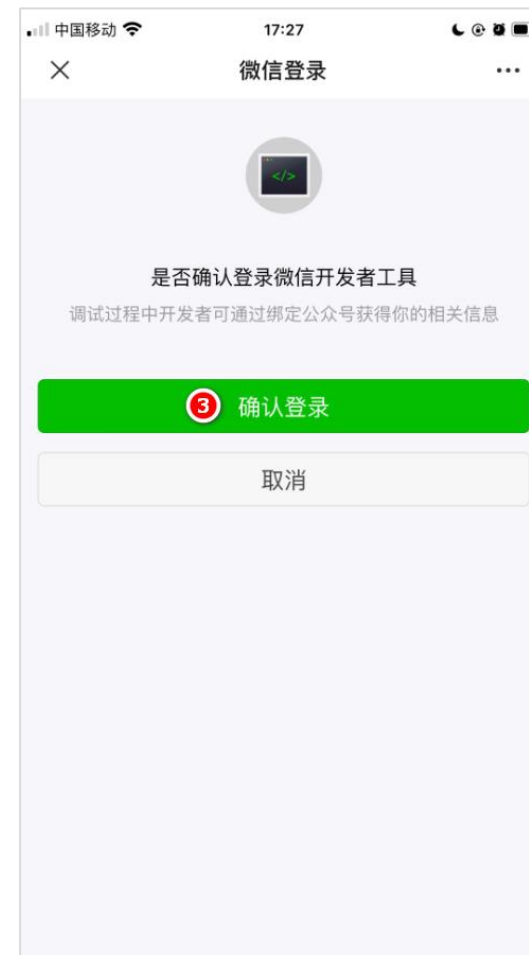 中国移动 17:27
微信登录
</>
是否确认登录微信开发者工具
调试过程中开发者可通过绑定公众号获得你的相关信息
3 确认登录
取消